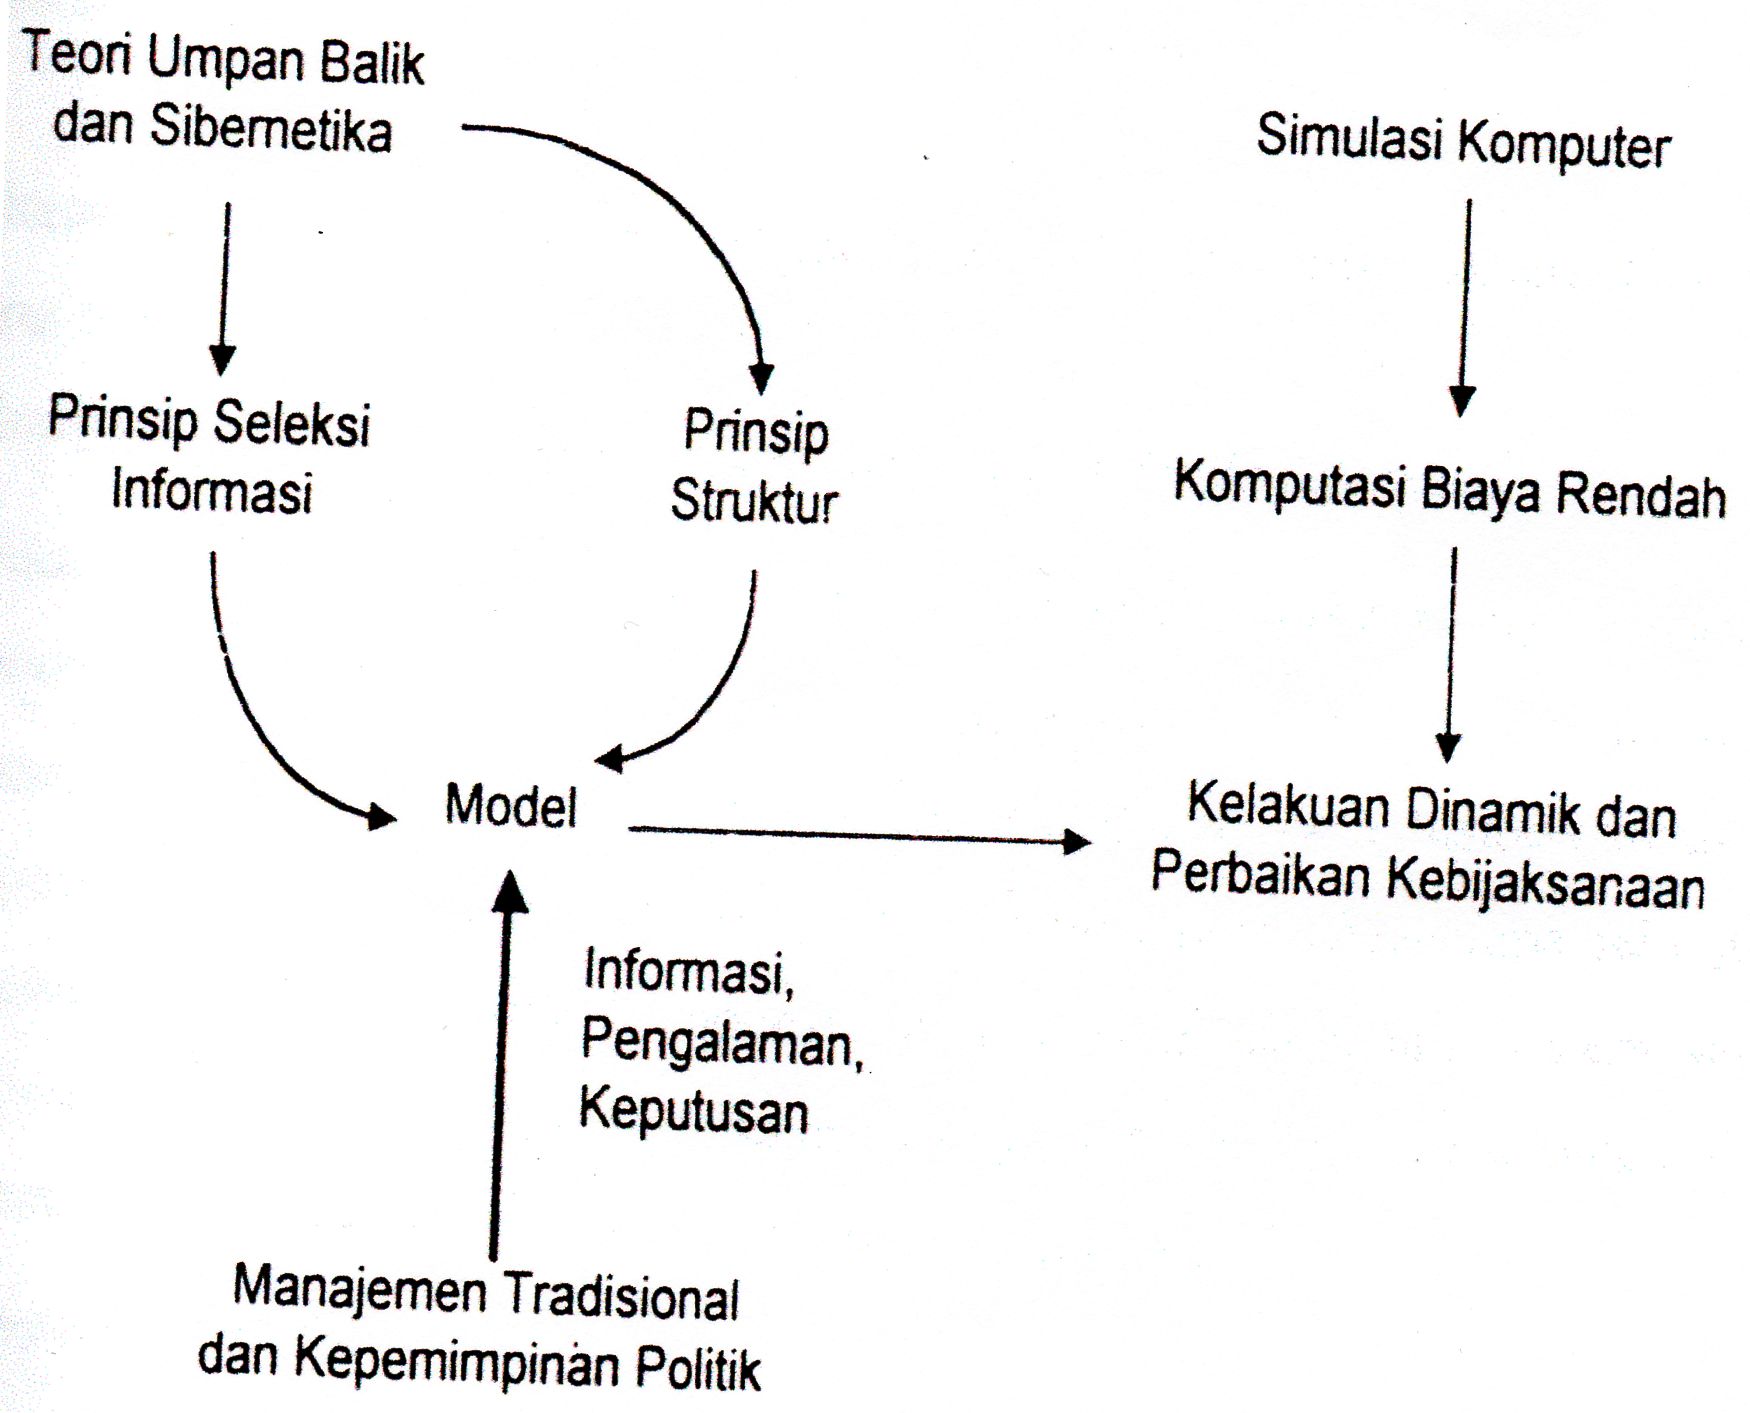 Teori Umpan Balik
dan Sibernetika
Simulasi Komputer
Prinsip Seleksi
Informasi
Prinsip
Struktur
Komputasi Biaya Rendah
Model
Kelakuan Dinamik dan
Perbaikan Kebijaksanaan
Informasi,
Pengalaman,
Keputusan
Manajemen Tradisional
dan Kepemimpinan Politik